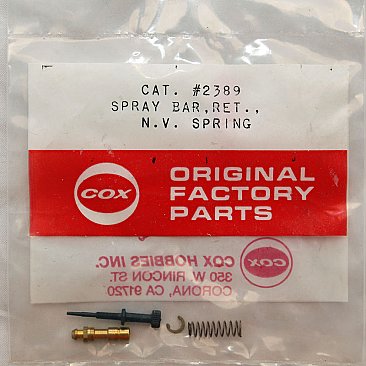 CAT. #2389
SPRAY BAR,RET.,
N.V. SPRING
COX
ORIGINAL
FACTORY
PARTS
COX HOBBIES INC.
350 W. RINCON ST.
CORONA, CA 91720
COX